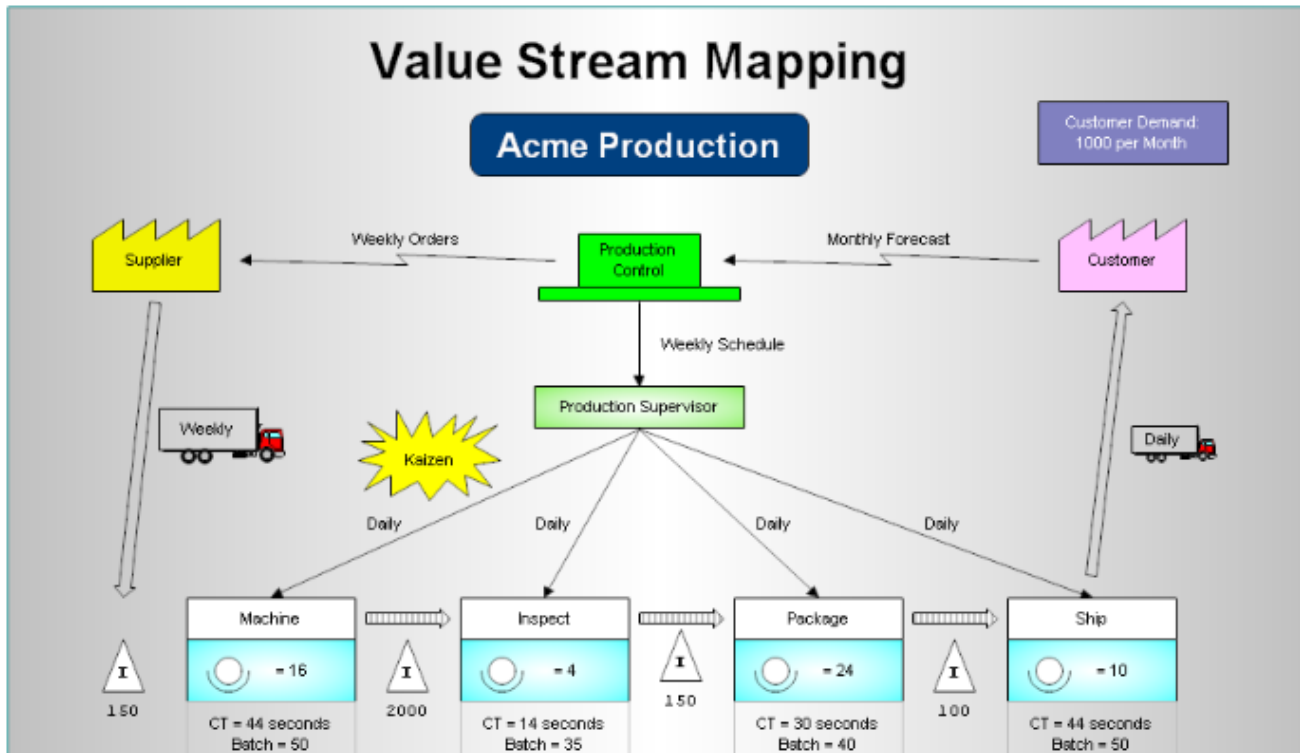 Value Stream Mapping
Acme Production
Customer Demand:
1000 per Month
Supplier
Weekly Orders
Production
Control
Monthly Forecast
Customer
Weekly Schedule
Production Supervisor
Weekly
Kaizen
Daily
Daily
Daily
Daily
Daily
Machine
Inspect
Package
Ship
I
= 16
I
= 4
I
= 24
I
= 10
150
2000
150
100
CT = 44 seconds
Batch = 50
CT = 14 seconds
Batch = 35
CT = 30 seconds
Batch = 40
CT = 44 seconds
Batch = 50